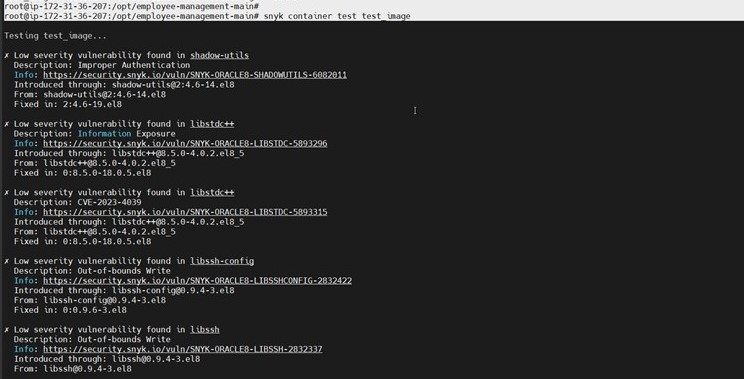 root@ip-172-31-36-207:/opt/employee-management-main#
root@ip-172-31-36-207:/opt/employee-management-main# snyk container test test_image
Testing test_image...
✗ Low severity vulnerability found in shadow-utils
Description: Improper Authentication
Info: https://security.snyk.io/vuln/SNYK-ORACLE8-SHADOWUTILS-6082011
Introduced through: shadow-utils@2:4.6-14.el8
From: shadow-utils@2:4.6-14.el8
Fixed in: 2:4.6-19.el8
✗ Low severity vulnerability found in libstdc++
Description: Information Exposure
Info: https://security.snyk.io/vuln/SNYK-ORACLE8-LIBSTDC-5893296
Introduced through: libstdc++@8.5.0-4.0.2.el8_5
From: libstdc++@8.5.0-4.0.2.el8_5
Fixed in: 0:8.5.0-18.0.5.el8
✗ Low severity vulnerability found in libstdc++
Description: CVE-2023-4039
Info: https://security.snyk.io/vuln/SNYK-ORACLE8-LIBSTDC-5893315
Introduced through: libstdc++@8.5.0-4.0.2.el8_5
From: libstdc++@8.5.0-4.0.2.el8_5
Fixed in: 0:8.5.0-18.0.5.el8
✗ Low severity vulnerability found in libssh-config
Description: Out-of-bounds Write
Info: https://security.snyk.io/vuln/SNYK-ORACLE8-LIBSSHCONFIG-2832422
Introduced through: libssh-config@0.9.4-3.el8
From: libssh-config@0.9.4-3.el8
Fixed in: 0:0.9.6-3.el8
✗ Low severity vulnerability found in libssh
Description: Out-of-bounds Write
Info: https://security.snyk.io/vuln/SNYK-ORACLE8-LIBSSH-2832337
Introduced through: libssh@0.9.4-3.el8
From: libssh@0.9.4-3.el8